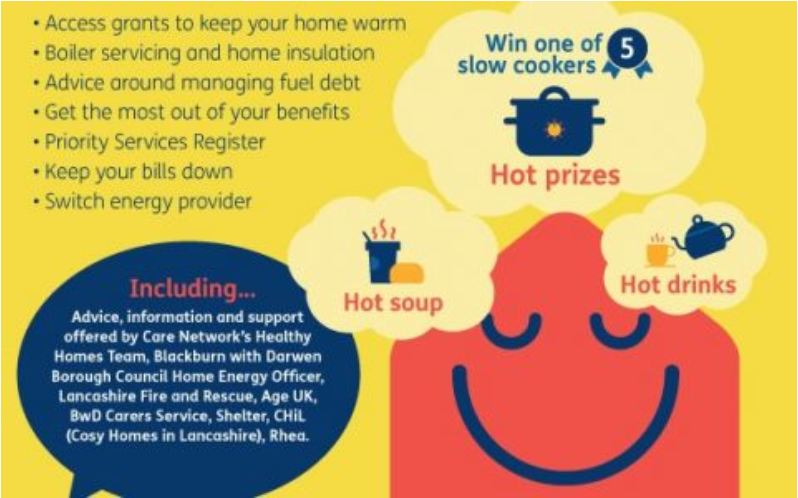 • Access grants to keep your home warm
• Boiler servicing and home insulation
• Advice around managing fuel debt
• Get the most out of your benefits
• Priority Services Register
• Keep your bills down
• Switch energy provider
Win one of 5
slow cookers
Hot prizes
Hot soup
Hot drinks
Including...
Advice, information and support
offered by Care Network's Healthy
Homes Team, Blackburn with Darwen
Borough Council Home Energy Officer,
Lancashire Fire and Rescue, Age UK,
BwD Carers Service, Shelter, CHiL
(Cosy Homes in Lancashire), Rhea.